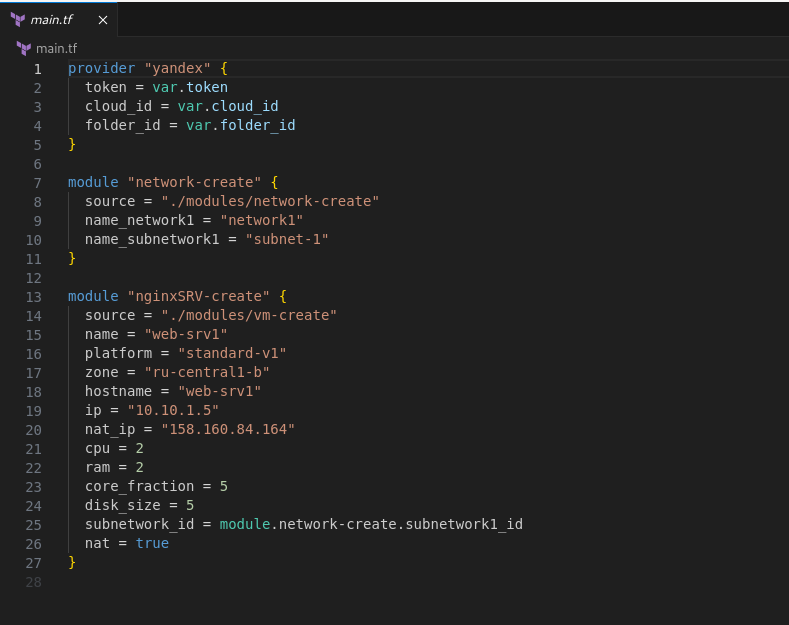 main.tf
main.tf
1 provider "yandex" {
2   token = var.token
3   cloud_id = var.cloud_id
4   folder_id = var.folder_id
5 }
6
7 module "network-create" {
8   source = "./modules/network-create"
9   name_network1 = "network1"
10   name_subnetwork1 = "subnet-1"
11 }
12
13 module "nginxSRV-create" {
14   source = "./modules/vm-create"
15   name = "web-srv1"
16   platform = "standard-v1"
17   zone = "ru-central1-b"
18   hostname = "web-srv1"
19   ip = "10.10.1.5"
20   nat_ip = "158.160.84.164"
21   cpu = 2
22   ram = 2
23   core_fraction = 5
24   disk_size = 5
25   subnetwork_id = module.network-create.subnetwork1_id
26   nat = true
27 }
28